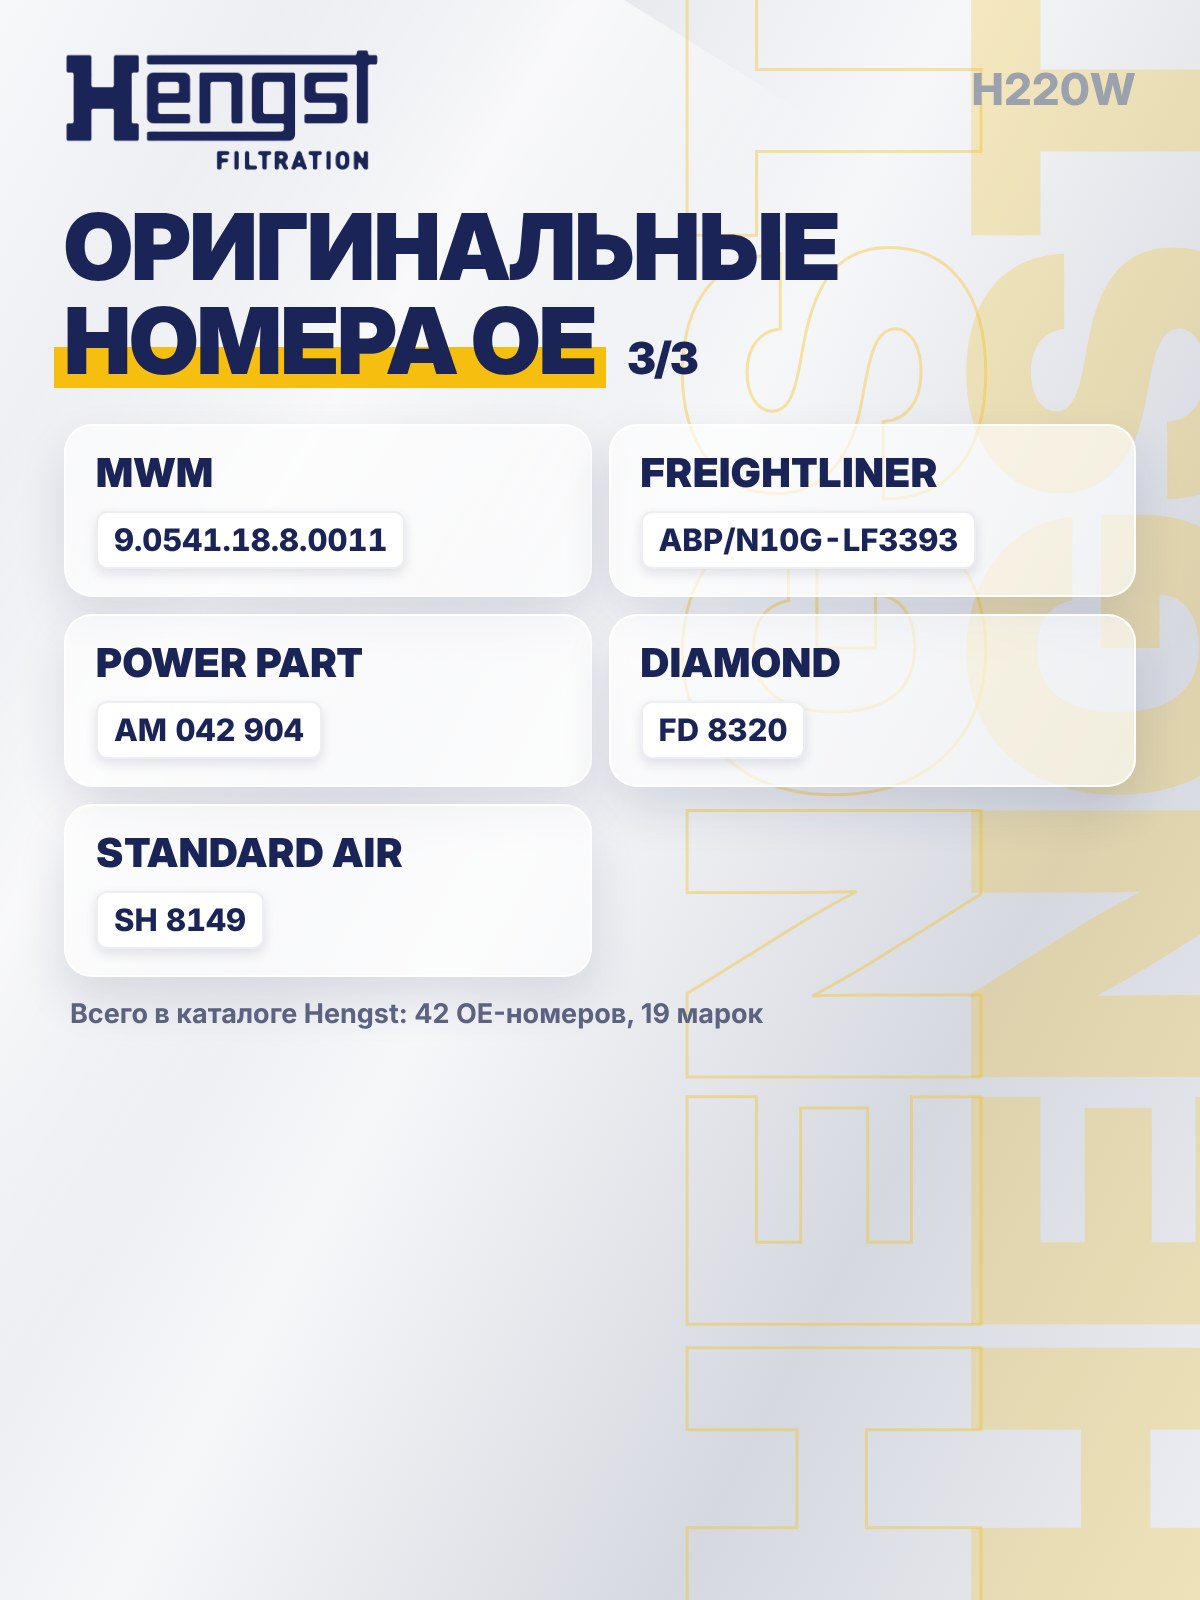 Hengst
FILTRATION
H220W
ОРИГИНАЛЬНЫЕ
НОМЕРА ОЕ 3/3
MWM
9.0541.18.8.0011
FREIGHTLINER
ABP/N10G-LF3393
POWER PART
AM 042 904
DIAMOND
FD 8320
STANDARD AIR
SH 8149
Всего в каталоге Hengst: 42 ОЕ-номеров, 19 марок
HENGST
HENGST